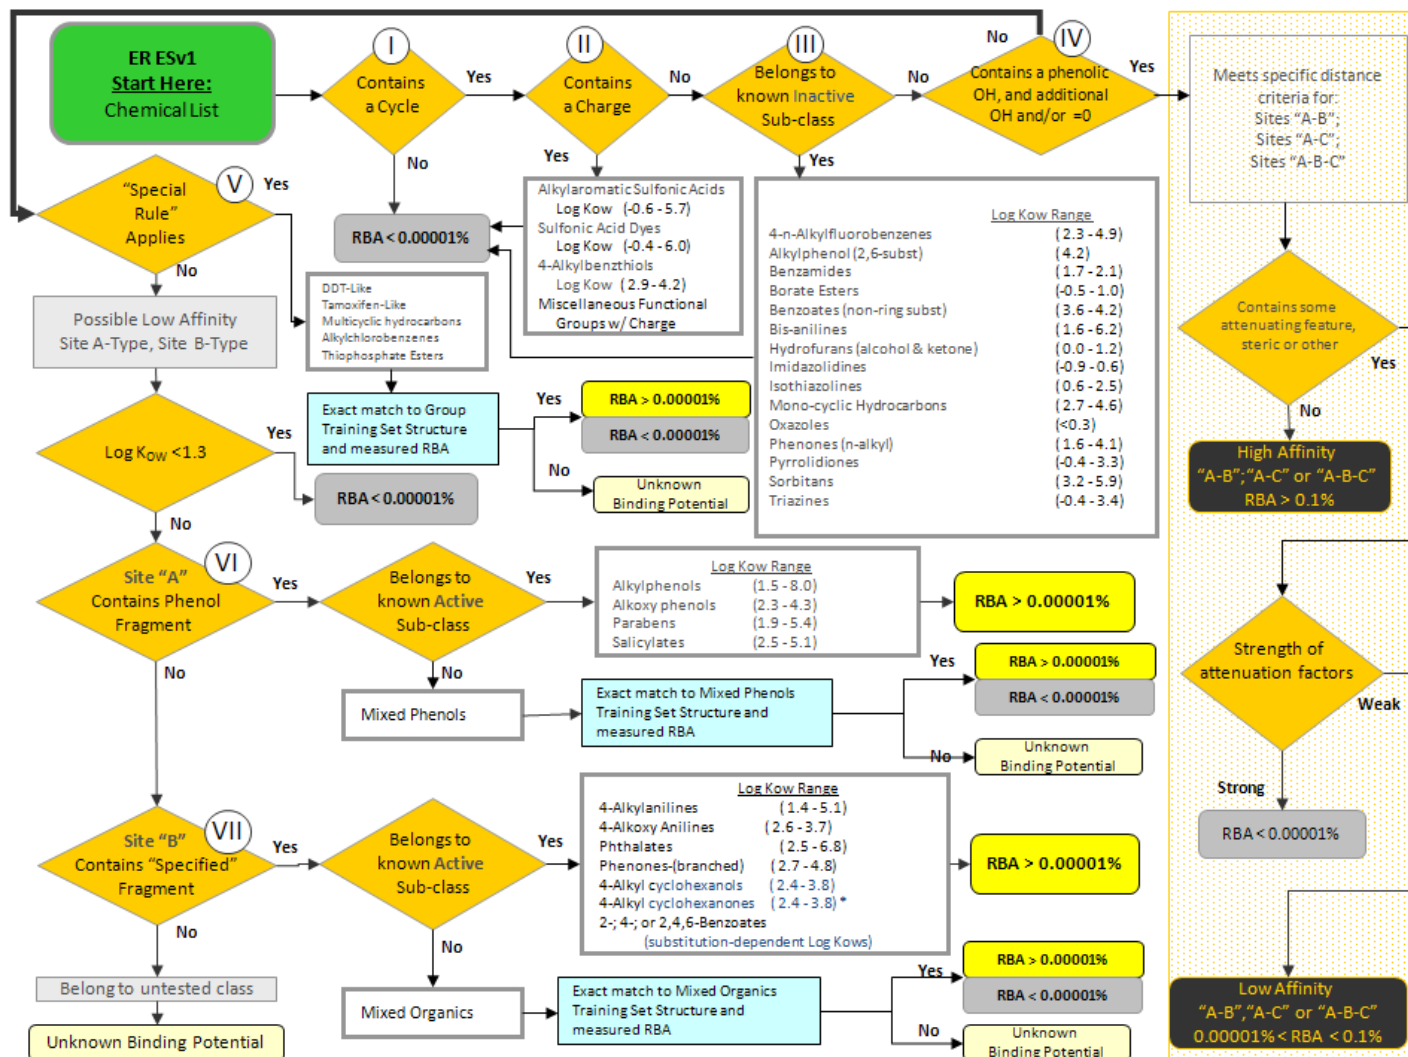 ER ESv1
Start Here:
Chemical List
I
Contains
a Cycle
Yes
No
II
Contains
a Charge
No
Yes
III
Belongs to
known Inactive
Sub-class
No
Yes
IV
Contains a phenolic
OH, and additional
OH and/or =0
No
Yes
Meets specific distance
criteria for:
Sites "A-B";
Sites "A-C";
Sites "A-B-C"
RBA < 0.00001%
Alkylaromatic Sulfonic Acids
Log Kow (-0.6 - 5.7)
Sulfonic Acid Dyes
Log Kow (-0.4 - 6.0)
4-Alkylbenzthiols
Log Kow (2.9 - 4.2)
Miscellaneous Functional
Groups w/ Charge
Log Kow Range
4-n-Alkylfluorobenzenes (2.3 - 4.9)
Alkylphenol (2,6-subst) (4.2)
Benzamides (1.7 - 2.1)
Borate Esters (-0.5 - 1.0)
Benzoates (non-ring subst) (3.6 - 4.2)
Bis-anilines (1.6 - 6.2)
Hydrofurans (alcohol & ketone) (0.0 - 1.2)
Imidazolidines (-0.9 - 0.6)
Isothiazolines (0.6 - 2.5)
Mono-cyclic Hydrocarbons (2.7 - 4.6)
Oxazoles (<0.3)
Phenones (n-alkyl) (1.6 - 4.1)
Pyrrolidiones (-0.4 - 3.3)
Sorbitans (3.2 - 5.9)
Triazines (-0.4 - 3.4)
V
"Special
Rule"
Applies
Yes
No
DDT-Like
Tamoxifen-Like
Multicyclic hydrocarbons
Alkylchlorobenzenes
Thiophosphate Esters
Possible Low Affinity
Site A-Type, Site B-Type
Exact match to Group
Training Set Structure
and measured RBA
Yes
RBA > 0.00001%
RBA < 0.00001%
No
Unknown
Binding Potential
Log KOW <1.3
Yes
RBA < 0.00001%
No
Contains some
attenuating feature,
steric or other
Yes
No
High Affinity
"A-B";"A-C" or "A-B-C"
RBA > 0.1%
VI
Site "A"
Contains Phenol
Fragment
Yes
No
Belongs to
known Active
Sub-class
Yes
No
Log Kow Range
Alkylphenols (1.5 - 8.0)
Alkoxy phenols (2.3 - 4.3)
Parabens (1.9 - 5.4)
Salicylates (2.5 - 5.1)
RBA > 0.00001%
Mixed Phenols
Exact match to Mixed Phenols
Training Set Structure and
measured RBA
Yes
RBA > 0.00001%
RBA < 0.00001%
No
Unknown
Binding Potential
Strength of
attenuation factors
Weak
Strong
RBA < 0.00001%
VII
Site "B"
Contains "Specified"
Fragment
Yes
No
Belongs to
known Active
Sub-class
Yes
No
Log Kow Range
4-Alkylanilines (1.4 - 5.1)
4-Alkoxy Anilines (2.6 - 3.7)
Phthalates (2.5 - 6.8)
Phenones-(branched) (2.7 - 4.8)
4-Alkyl cyclohexanols (2.4 - 3.8)
4-Alkyl cyclohexanones (2.4 - 3.8) *
2-; 4-; or 2,4,6-Benzoates
(substitution-dependent Log Kows)
RBA > 0.00001%
Belong to untested class
Unknown Binding Potential
Mixed Organics
Exact match to Mixed Organics
Training Set Structure and
measured RBA
Yes
RBA > 0.00001%
RBA < 0.00001%
No
Unknown
Binding Potential
Low Affinity
"A-B","A-C" or "A-B-C"
0.00001% < RBA < 0.1%